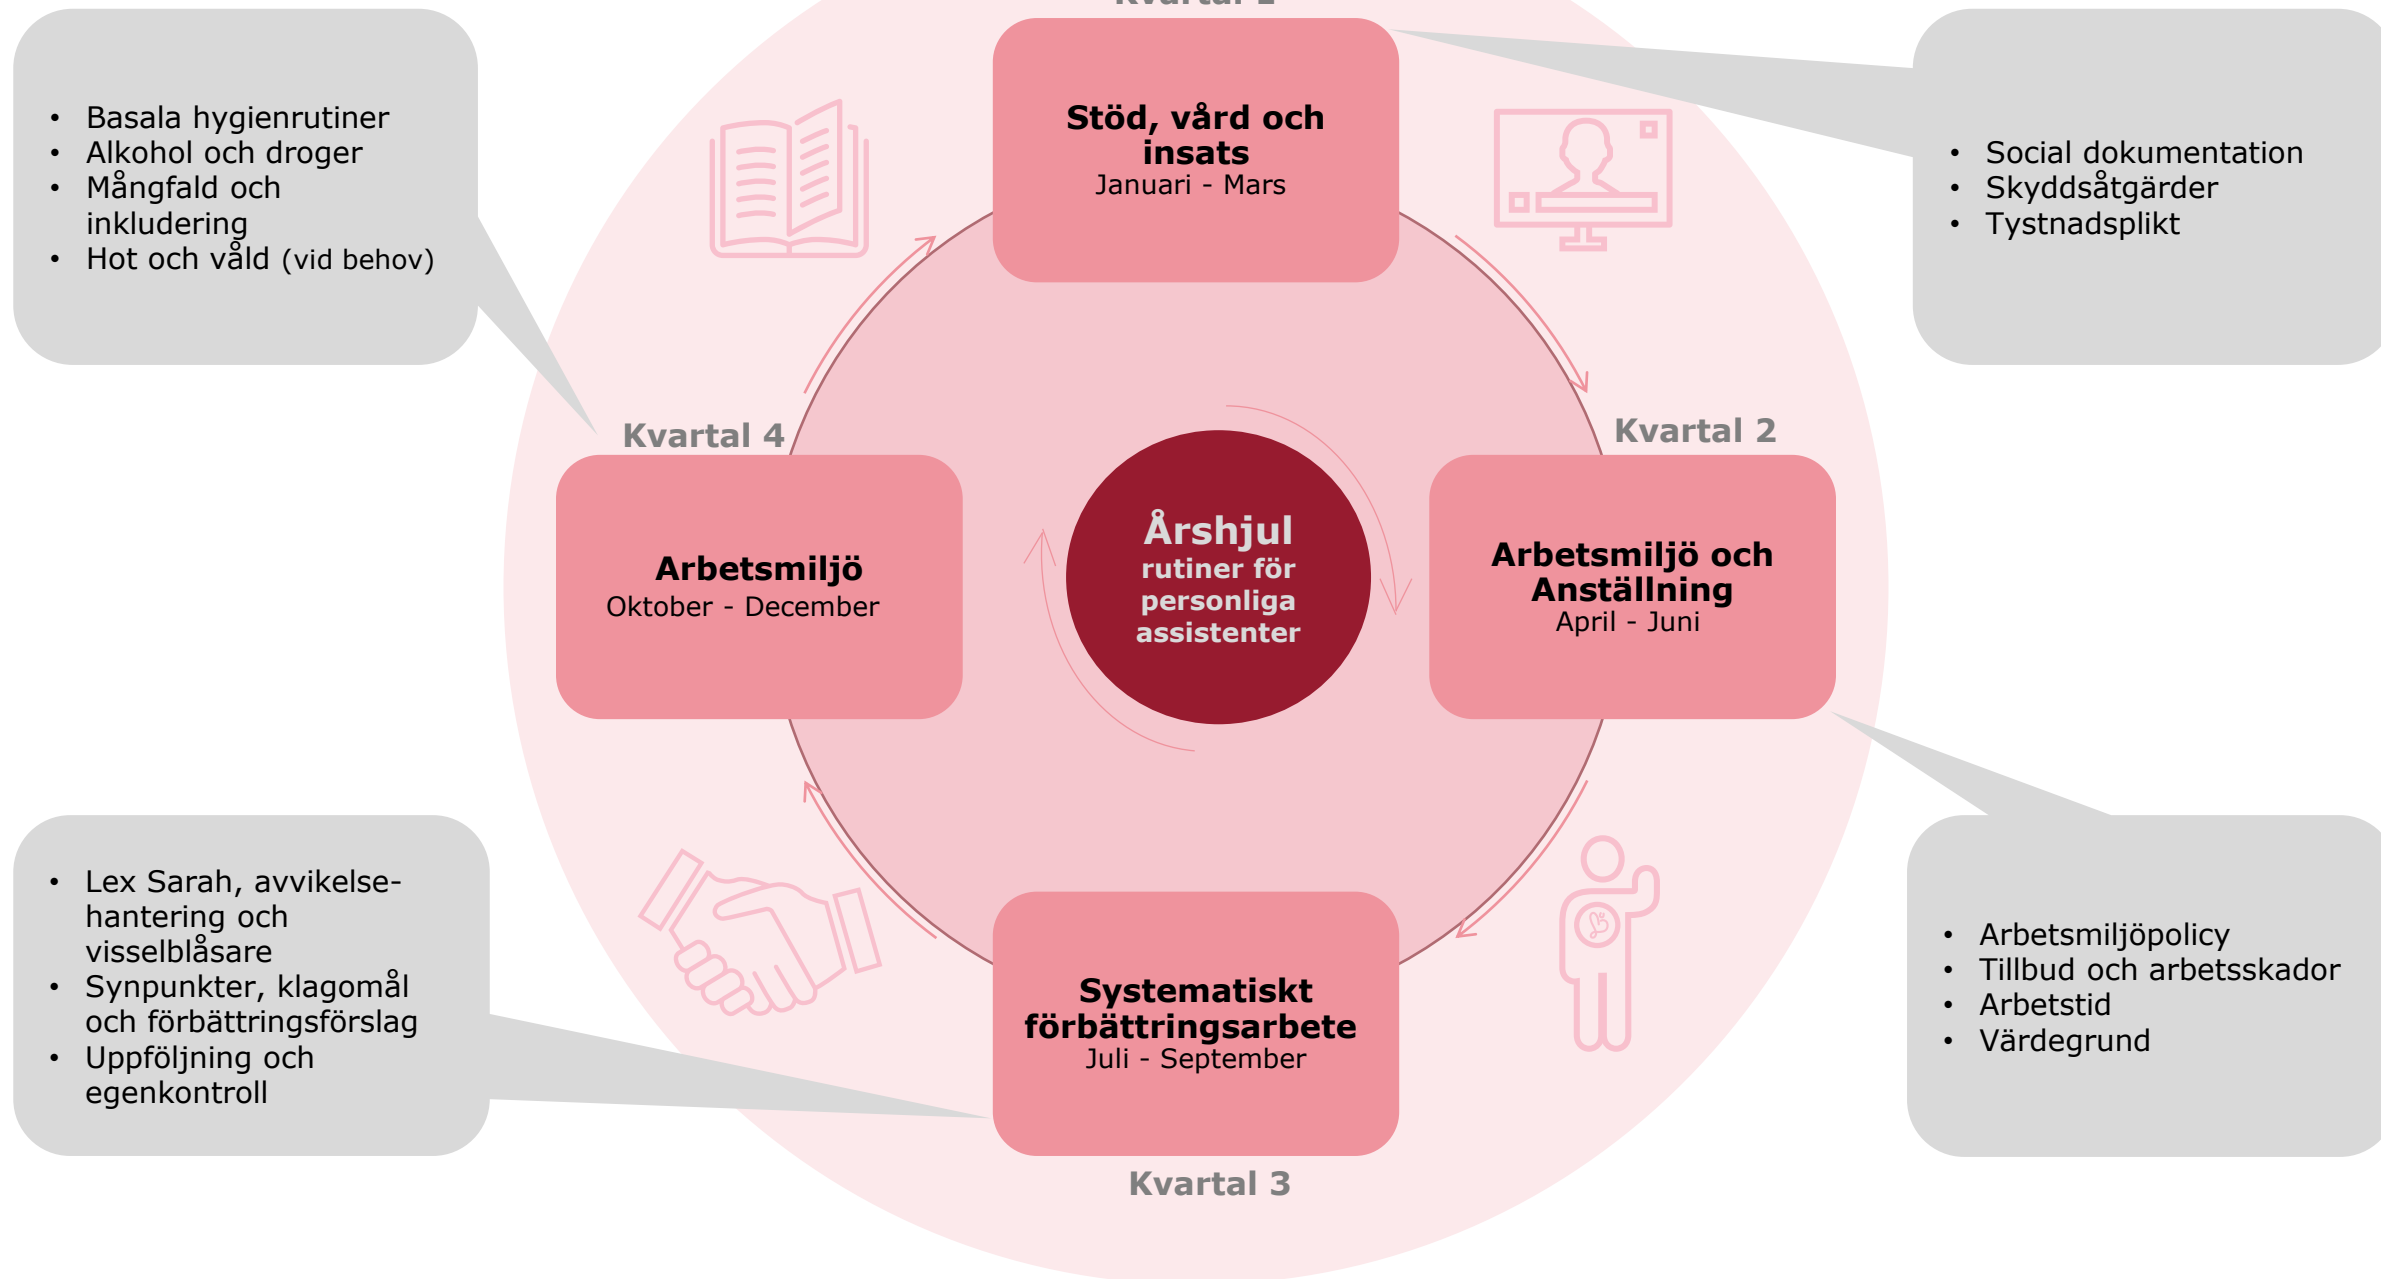 Kvartal 1
Stöd, vård och
insats
Januari - Mars
• Social dokumentation
• Skyddsåtgärder
• Tystnadsplikt
Kvartal 2
Arbetsmiljö och
Anställning
April - Juni
• Arbetsmiljöpolicy
• Tillbud och arbetsskador
• Arbetstid
• Värdegrund
Systematiskt
förbättringsarbete
Juli - September
Kvartal 3
• Lex Sarah, avvikelse-
hantering och
visselblåsare
• Synpunkter, klagomål
och förbättringsförslag
• Uppföljning och
egenkontroll
Kvartal 4
Arbetsmiljö
Oktober - December
• Basala hygienrutiner
• Alkohol och droger
• Mångfald och
inkludering
• Hot och våld (vid behov)
Årshjul
rutiner för
personliga
assistenter